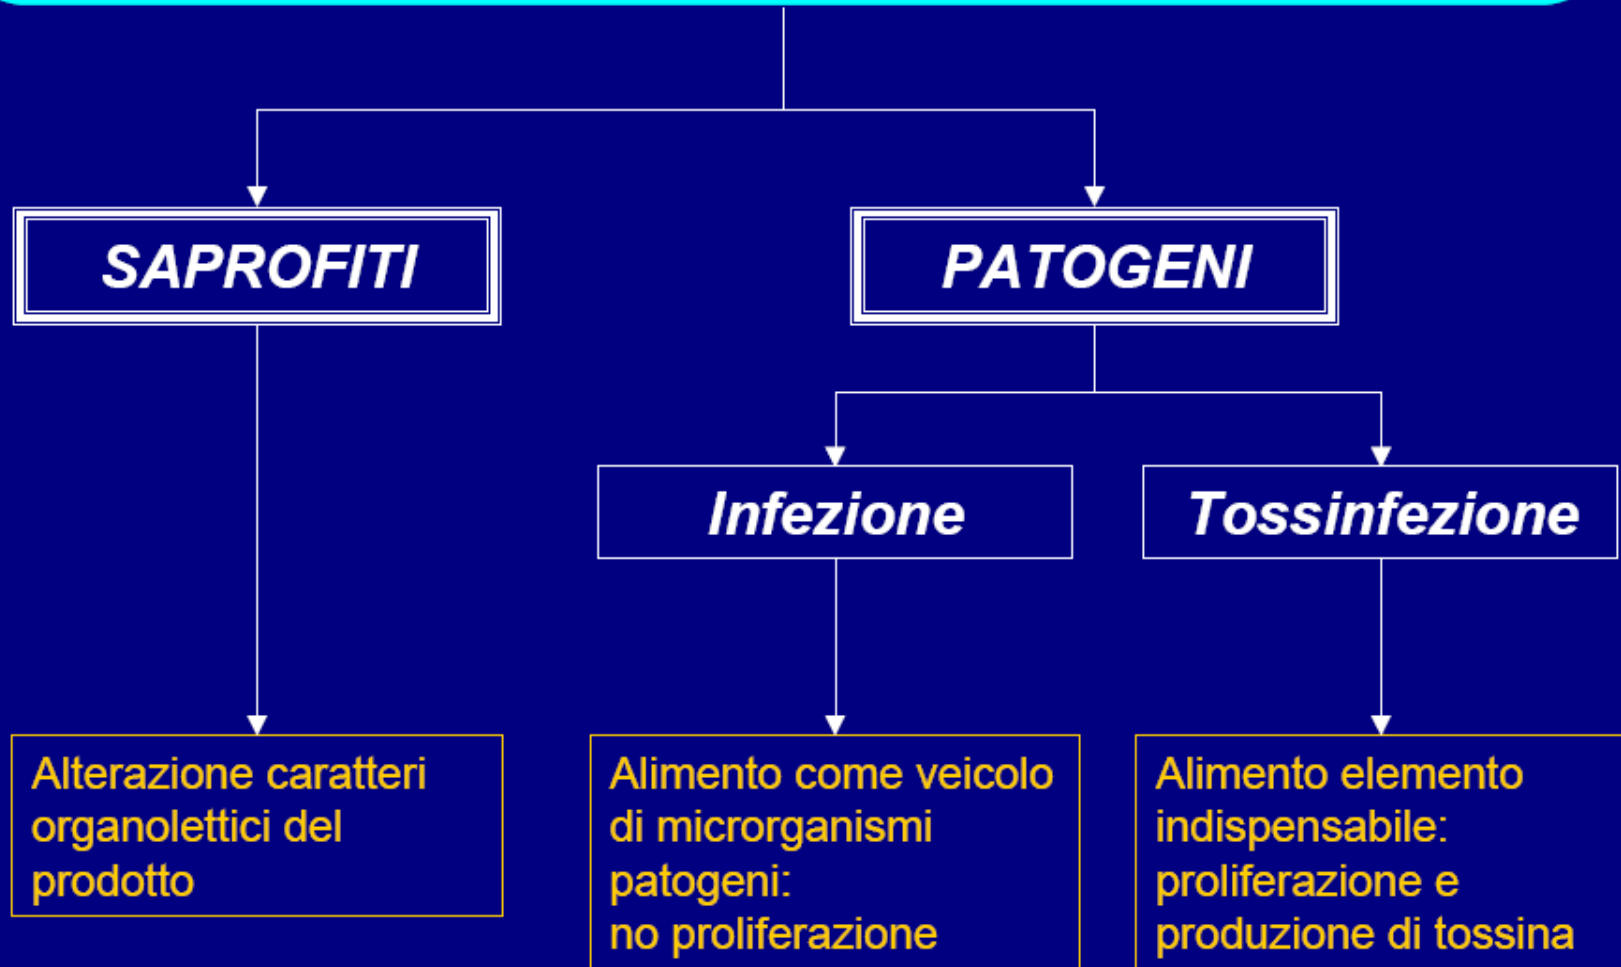 SAPROFITI
PATOGENI
Infezione
Tossinfezione
Alterazione caratteri
organolettici del
prodotto
Alimento come veicolo
di microrganismi
patogeni:
no proliferazione
Alimento elemento
indispensabile:
proliferazione e
produzione di tossina